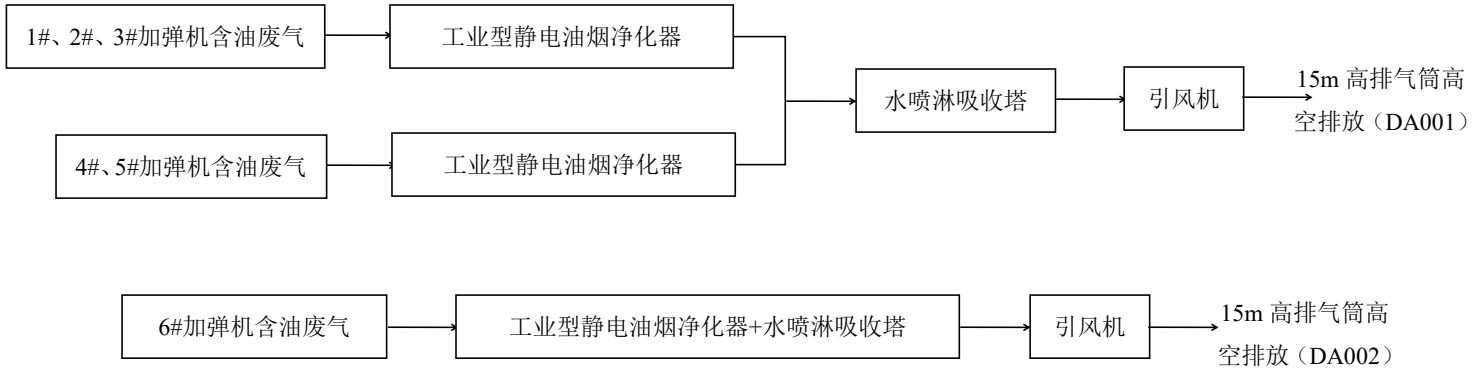 1#、2#、3#加弹机含油废气
工业型静电油烟净化器
4#、5#加弹机含油废气
工业型静电油烟净化器
水喷淋吸收塔
引风机
15m 高排气筒高
空排放（DA001）
6#加弹机含油废气
工业型静电油烟净化器+水喷淋吸收塔
引风机
15m 高排气筒高
空排放（DA002）